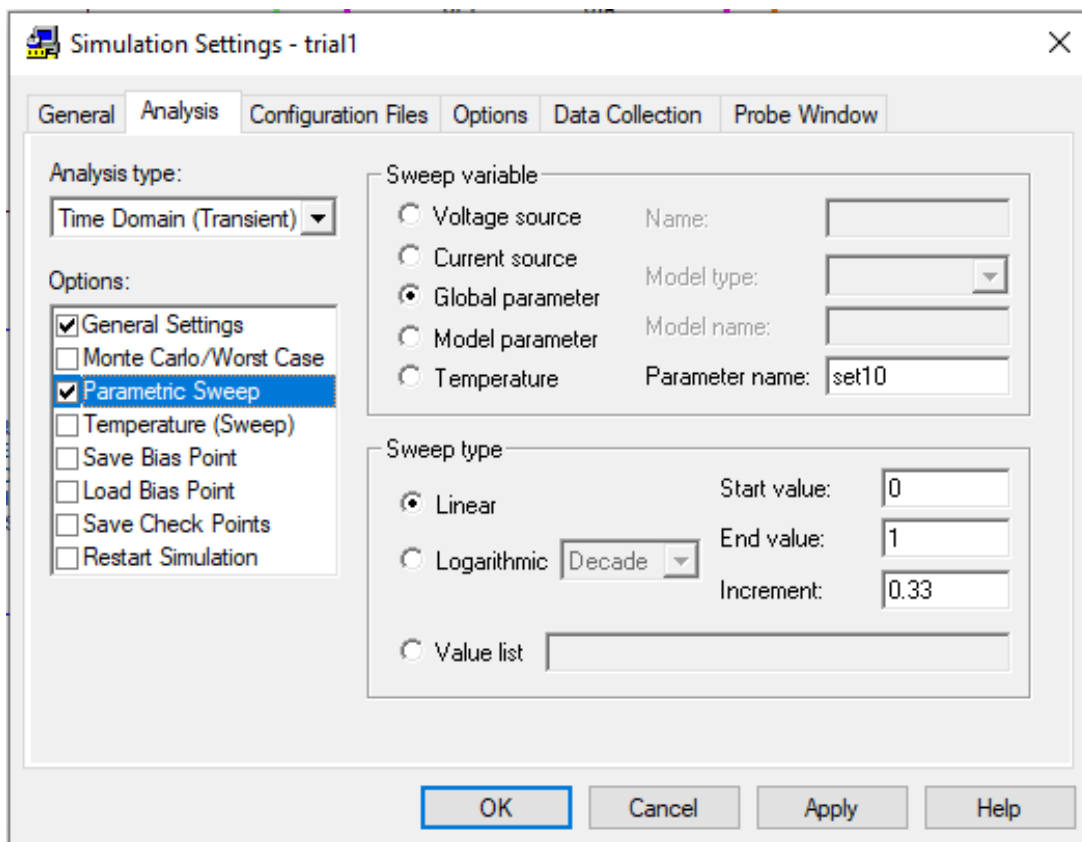 Simulation Settings - trial1
General Analysis Configuration Files Options Data Collection Probe Window
Analysis type:
Time Domain (Transient)
Options:
General Settings
Monte Carlo/Worst Case
Parametric Sweep
Temperature (Sweep)
Save Bias Point
Load Bias Point
Save Check Points
Restart Simulation
Sweep variable
Voltage source
Current source
Global parameter
Model parameter
Temperature
Name:
Model type:
Model name:
Parameter name: set10
Sweep type
Linear
Logarithmic Decade
Value list
Start value: 0
End value: 1
Increment: 0.33
OK Cancel Apply Help